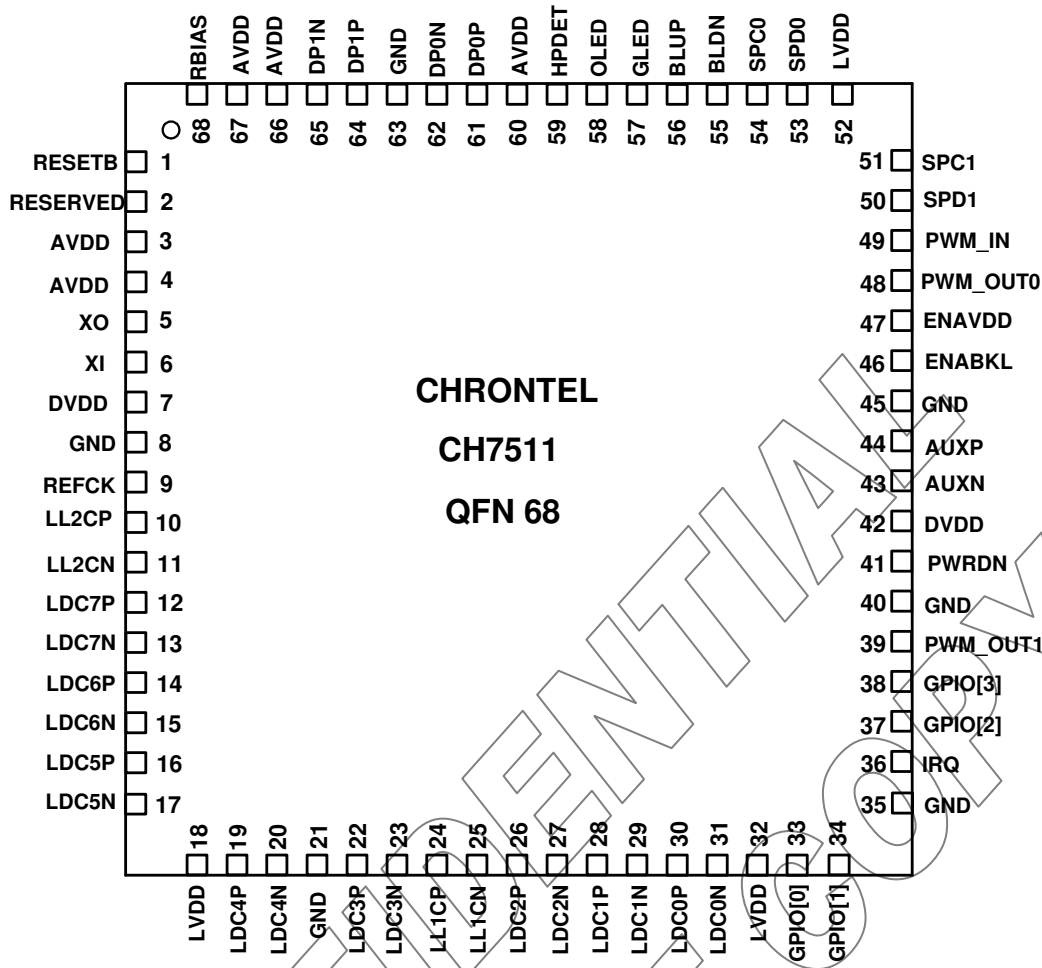 RBIAS AVDD AVDD DP1N DP1P GND DP0N DP0P AVDD HPDET OLED GLED BLUP BLDN SPC0 SPD0 LVDD
68 67 66 65 64 63 62 61 60 59 58 57 56 55 54 53 52
RESETB 1
RESERVED 2
AVDD 3
AVDD 4
XO 5
XI 6
DVDD 7
GND 8
REFCK 9
LL2CP 10
LL2CN 11
LDC7P 12
LDC7N 13
LDC6P 14
LDC6N 15
LDC5P 16
LDC5N 17
CHRONTEL
CH7511
QFN 68
51 SPC1
50 SPD1
49 PWM_IN
48 PWM_OUT0
47 ENAVDD
46 ENABKL
45 GND
44 AUXP
43 AUXN
42 DVDD
41 PWRDN
40 GND
39 PWM_OUT1
38 GPIO[3]
37 GPIO[2]
36 IRQ
35 GND
18 19 20 21 22 23 24 25 26 27 28 29 30 31 32 33 34
LVDD LDC4P LDC4N GND LDC3P LDC3N LL1CP LL1CN LDC2P LDC2N LDC1P LDC1N LDC0P LDC0N LVDD GPIO[0] GPIO[1]